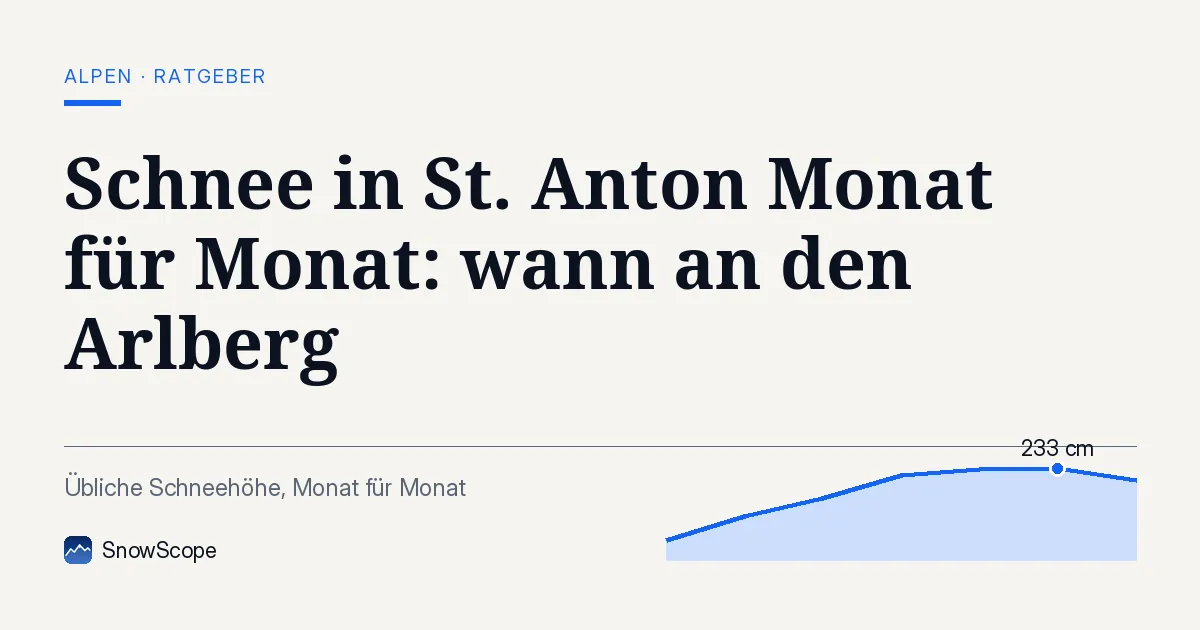 ALPEN · RATGEBER
Schnee in St. Anton Monat
für Monat: wann an den
Arlberg
233 cm
Übliche Schneehöhe, Monat für Monat
SnowScope